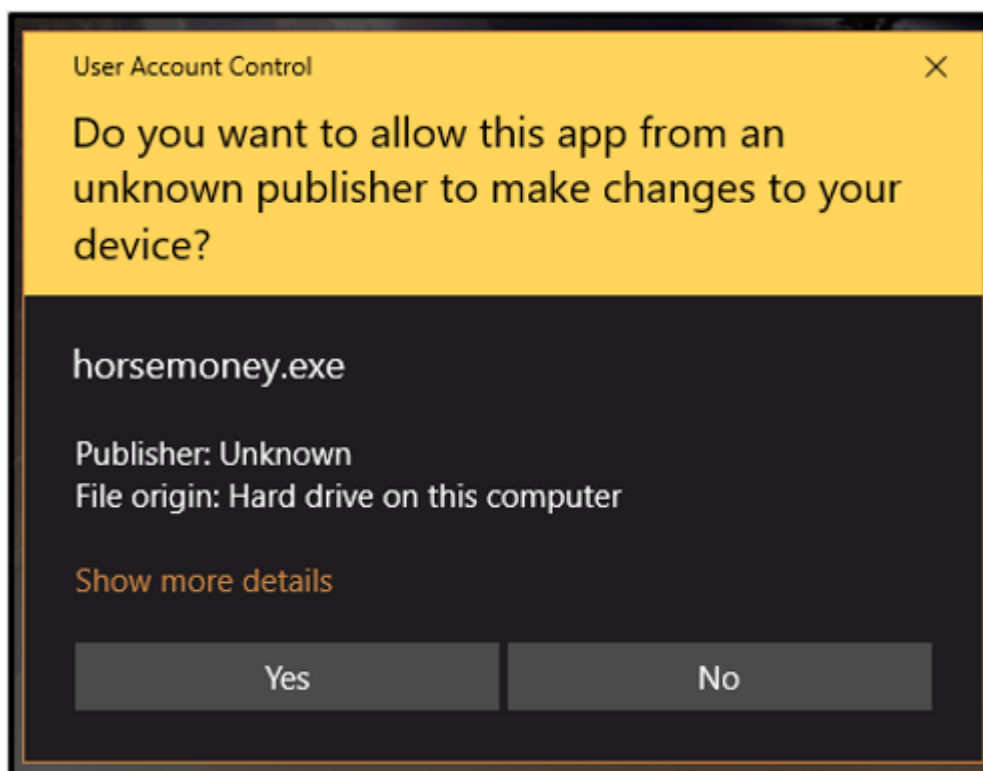 User Account Control
Do you want to allow this app from an
unknown publisher to make changes to your
device?
horsemoney.exe
Publisher: Unknown
File origin: Hard drive on this computer
Show more details
Yes
No